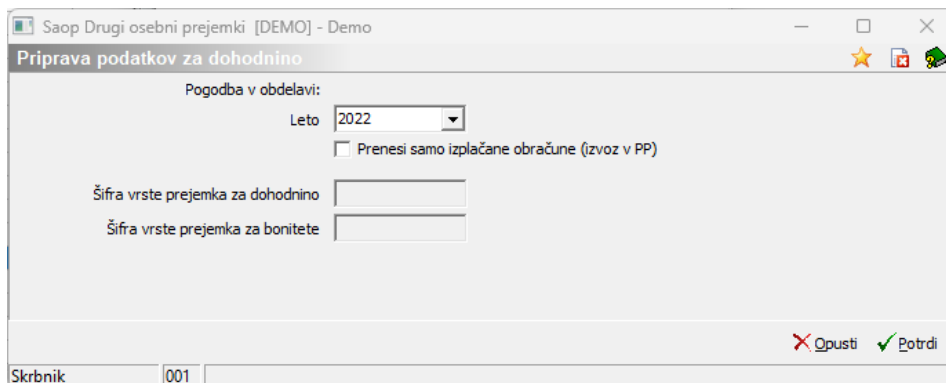 Saop Drugi osebni prejemki [DEMO] - Demo
Priprava podatkov za dohodnino
Pogodba v obdelavi:
Leto 2022
Prenesi samo izplačane obračune (izvoz v PP)
Šifra vrste prejemka za dohodnino
Šifra vrste prejemka za bonitete
Opusti Potrdi
Skrbnik 001